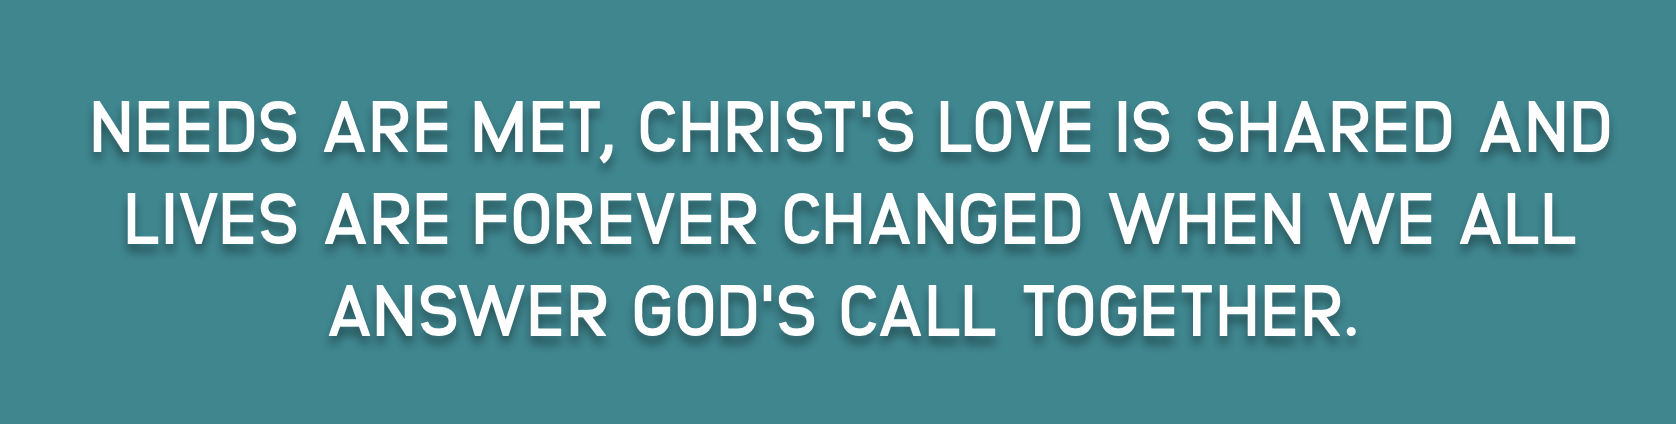 NEEDS ARE MET, CHRIST'S LOVE IS SHARED AND
LIVES ARE FOREVER CHANGED WHEN WE ALL
ANSWER GOD'S CALL TOGETHER.